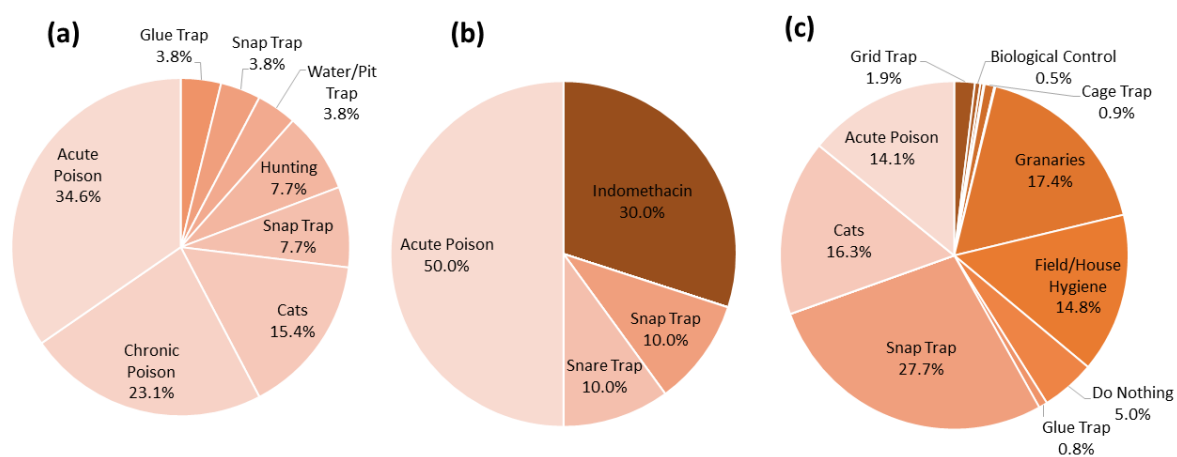 (a)
Glue Trap
3.8%
Snap Trap
3.8%
Water/Pit
Trap
3.8%
Hunting
7.7%
Snap Trap
7.7%
Cats
15.4%
Chronic
Poison
23.1%
Acute
Poison
34.6%
(b)
Indomethacin
30.0%
Snap Trap
10.0%
Snare Trap
10.0%
Acute Poison
50.0%
(c)
Grid Trap
1.9%
Biological Control
0.5%
Cage Trap
0.9%
Granaries
17.4%
Field/House
Hygiene
14.8%
Do Nothing
5.0%
Glue Trap
0.8%
Snap Trap
27.7%
Cats
16.3%
Acute Poison
14.1%